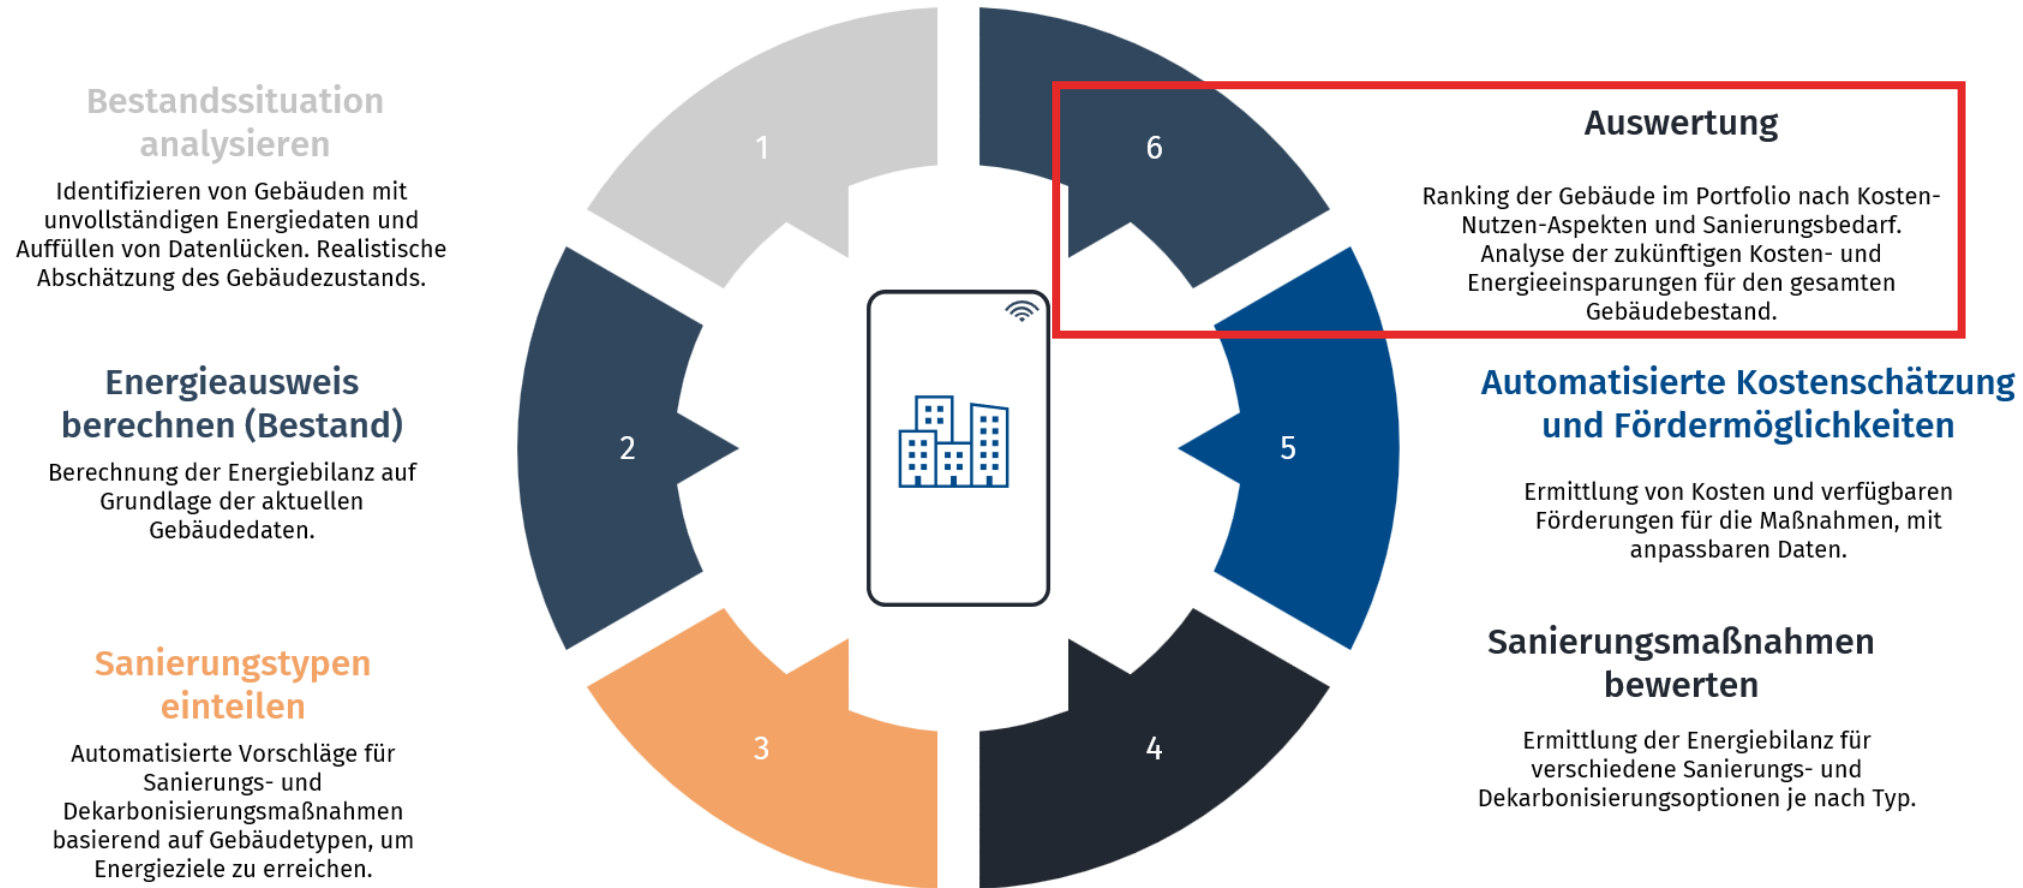 Bestandssituation
analysieren
Identifizieren von Gebäuden mit
unvollständigen Energiedaten und
Auffüllen von Datenlücken. Realistische
Abschätzung des Gebäudezustands.
1
Energieausweis
berechnen (Bestand)
Berechnung der Energiebilanz auf
Grundlage der aktuellen
Gebäudedaten.
2
Sanierungstypen
einteilen
Automatisierte Vorschläge für
Sanierungs- und
Dekarbonisierungsmaßnahmen
basierend auf Gebäudetypen, um
Energieziele zu erreichen.
3
4
Sanierungsmaßnahmen
bewerten
Ermittlung der Energiebilanz für
verschiedene Sanierungs- und
Dekarbonisierungsoptionen je nach Typ.
5
Automatisierte Kostenschätzung
und Fördermöglichkeiten
Ermittlung von Kosten und verfügbaren
Förderungen für die Maßnahmen, mit
anpassbaren Daten.
6
Auswertung
Ranking der Gebäude im Portfolio nach Kosten-
Nutzen-Aspekten und Sanierungsbedarf.
Analyse der zukünftigen Kosten- und
Energieeinsparungen für den gesamten
Gebäudebestand.